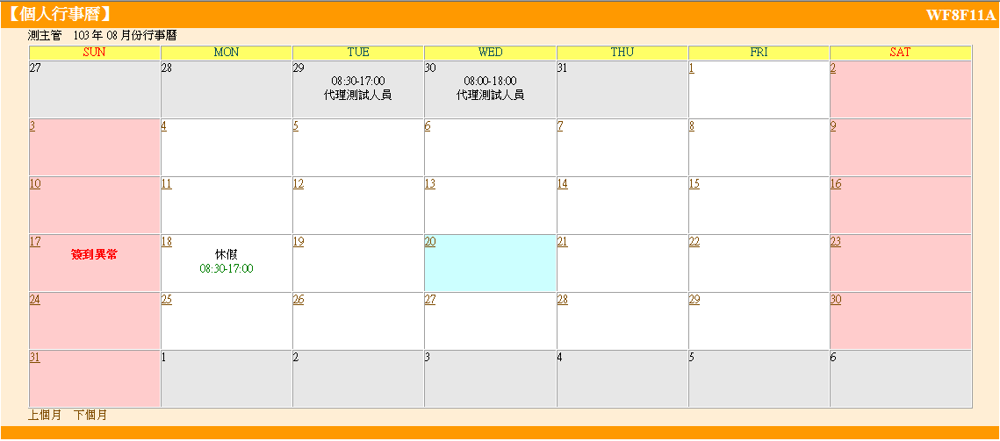 【個人行事曆】 WF8F11A
測主管 103 年 08 月份行事曆
SUN MON TUE WED THU FRI SAT
27 28 29 30 31 1 2
08:30-17:00 08:00-18:00
代理測試人員 代理測試人員
3 4 5 6 7 8 9
10 11 12 13 14 15 16
17 18 19 20 21 22 23
簽到異常 休假
08:30-17:00
24 25 26 27 28 29 30
31 1 2 3 4 5 6
上個月 下個月